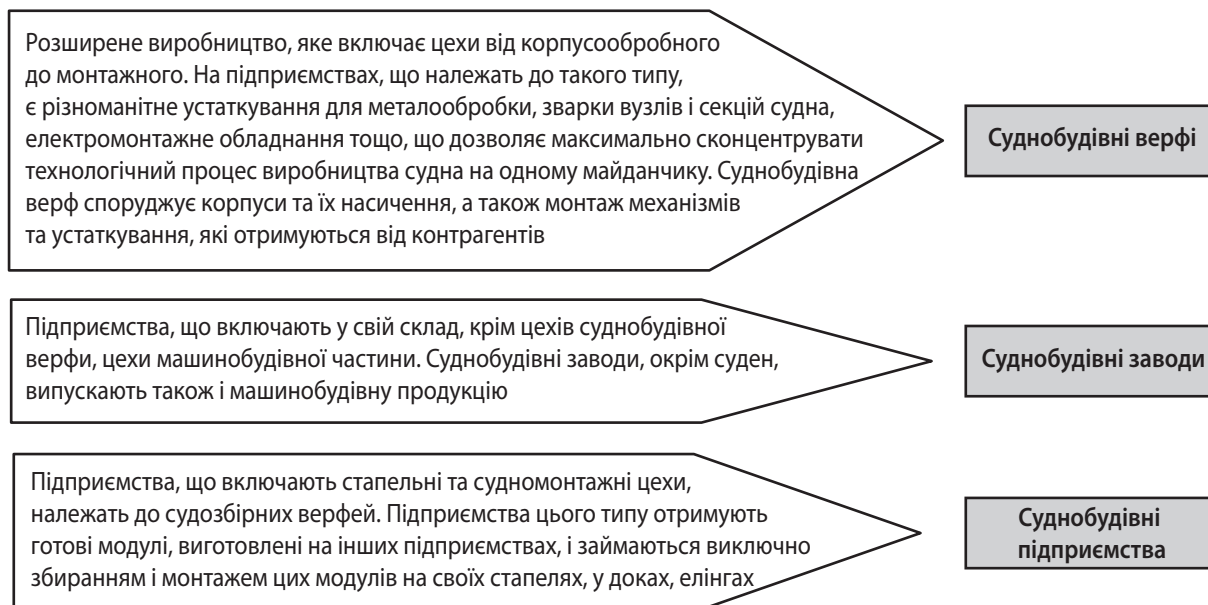 Розширене виробництво, яке включає цехи від корпусообробного
до монтажного. На підприємствах, що належать до такого типу,
є різноманітне устаткування для металообробки, зварки вузлів і секцій судна,
електромонтажне обладнання тощо, що дозволяє максимально сконцентрувати
технологічний процес виробництва судна на одному майданчику. Суднобудівна
верф споруджує корпуси та їх насичення, а також монтаж механізмів
та устаткування, які отримуються від контрагентів
Суднобудівні верфі
Підприємства, що включають у свій склад, крім цехів суднобудівної
верфи, цехи машинобудівної частини. Суднобудівні заводи, окрім суден,
випускають також і машинобудівну продукцію
Суднобудівні заводи
Підприємства, що включають стапельні та судномонтажні цехи,
належать до судозбірних верфей. Підприємства цього типу отримують
готові модулі, виготовлені на інших підприємствах, і займаються виключно
збиранням і монтажем цих модулів на своїх стапелях, у доках, елінгах
Суднобудівні
підприємства